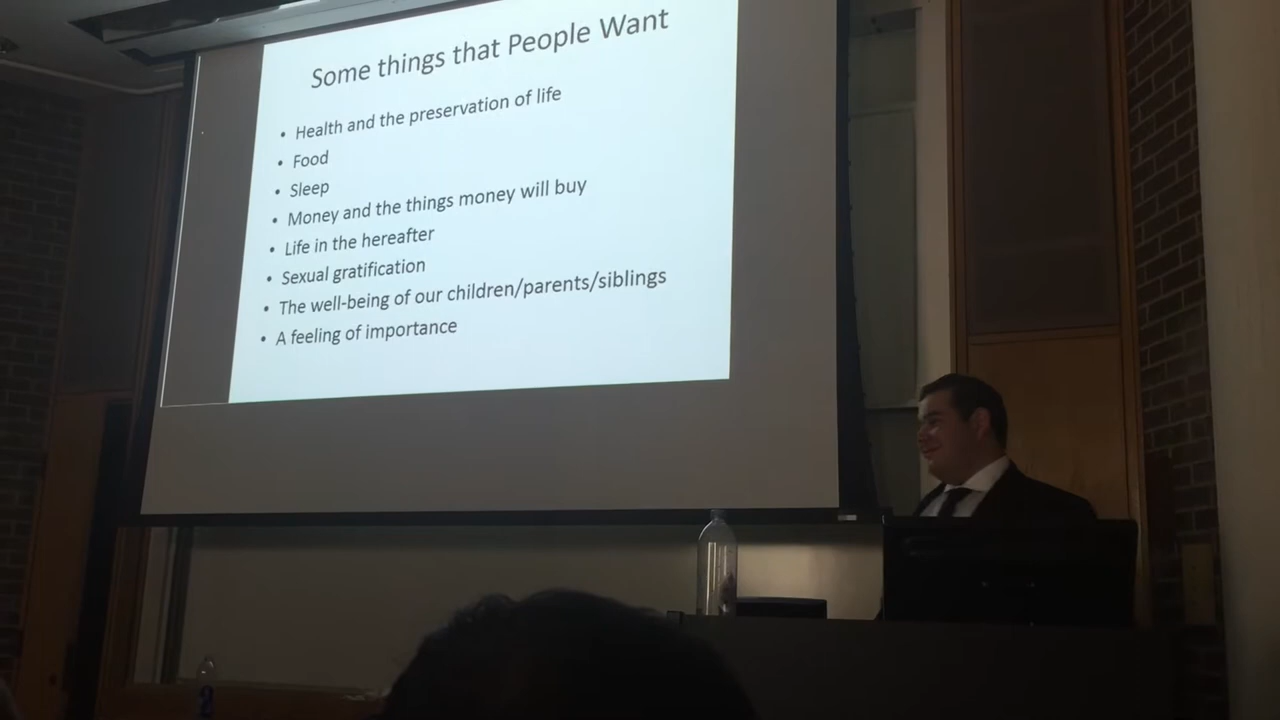 Some things that People Want
• Health and the preservation of life
• Food
• Sleep
• Money and the things money will buy
• Life in the hereafter
• Sexual gratification
• The well-being of our children/parents/siblings
• A feeling of importance